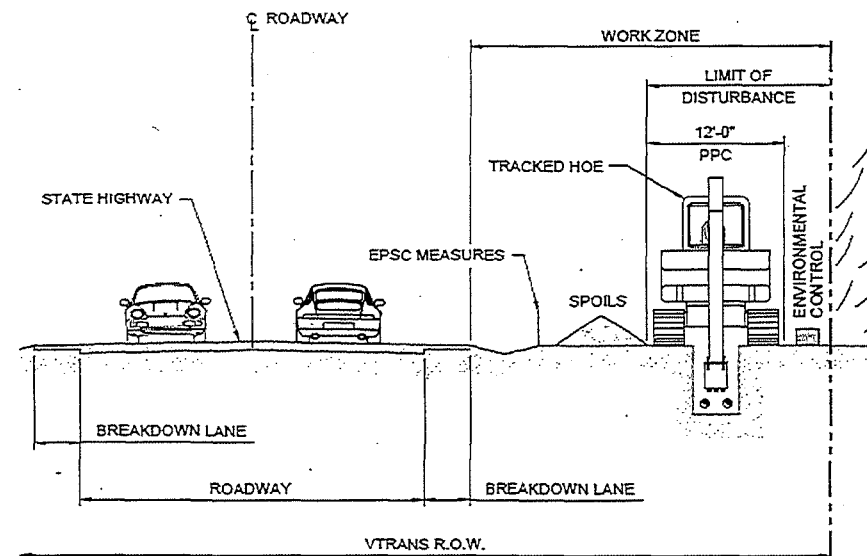 ℄ ROADWAY
WORK ZONE
LIMIT OF
DISTURBANCE
12'-0"
PPC
TRACKED HOE
STATE HIGHWAY
ENVIRONMENTAL
CONTROL
EPSC MEASURES
SPOILS
BREAKDOWN LANE
ROADWAY
BREAKDOWN LANE
VTRANS R.O.W.